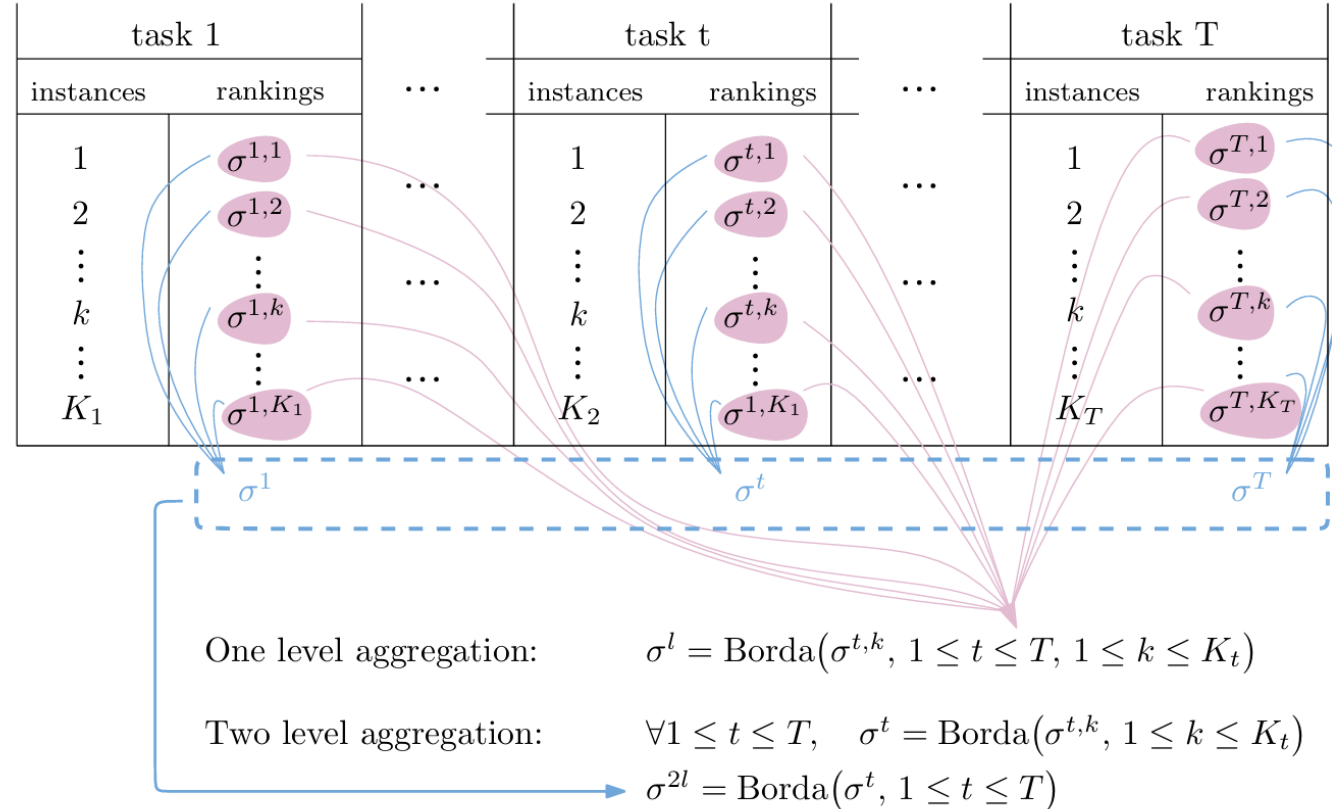 task 1 task t task T
instances rankings ... instances rankings ... instances rankings
1 σ^{1,1} 1 σ^{t,1} 1 σ^{T,1}
... ...
2 σ^{1,2} 2 σ^{t,2} 2 σ^{T,2}
⋮ ⋮ ... ⋮ ⋮ ... ⋮ ⋮
k σ^{1,k} k σ^{t,k} k σ^{T,k}
⋮ ⋮ ... ⋮ ⋮ ... ⋮ ⋮
K_1 σ^{1,K_1} K_2 σ^{1,K_1} K_T σ^{T,K_T}
σ^1 σ^t σ^T
One level aggregation: σ^l = Borda(σ^{t,k}, 1 ≤ t ≤ T, 1 ≤ k ≤ K_t)
Two level aggregation: ∀1 ≤ t ≤ T, σ^t = Borda(σ^{t,k}, 1 ≤ k ≤ K_t)
σ^{2l} = Borda(σ^t, 1 ≤ t ≤ T)